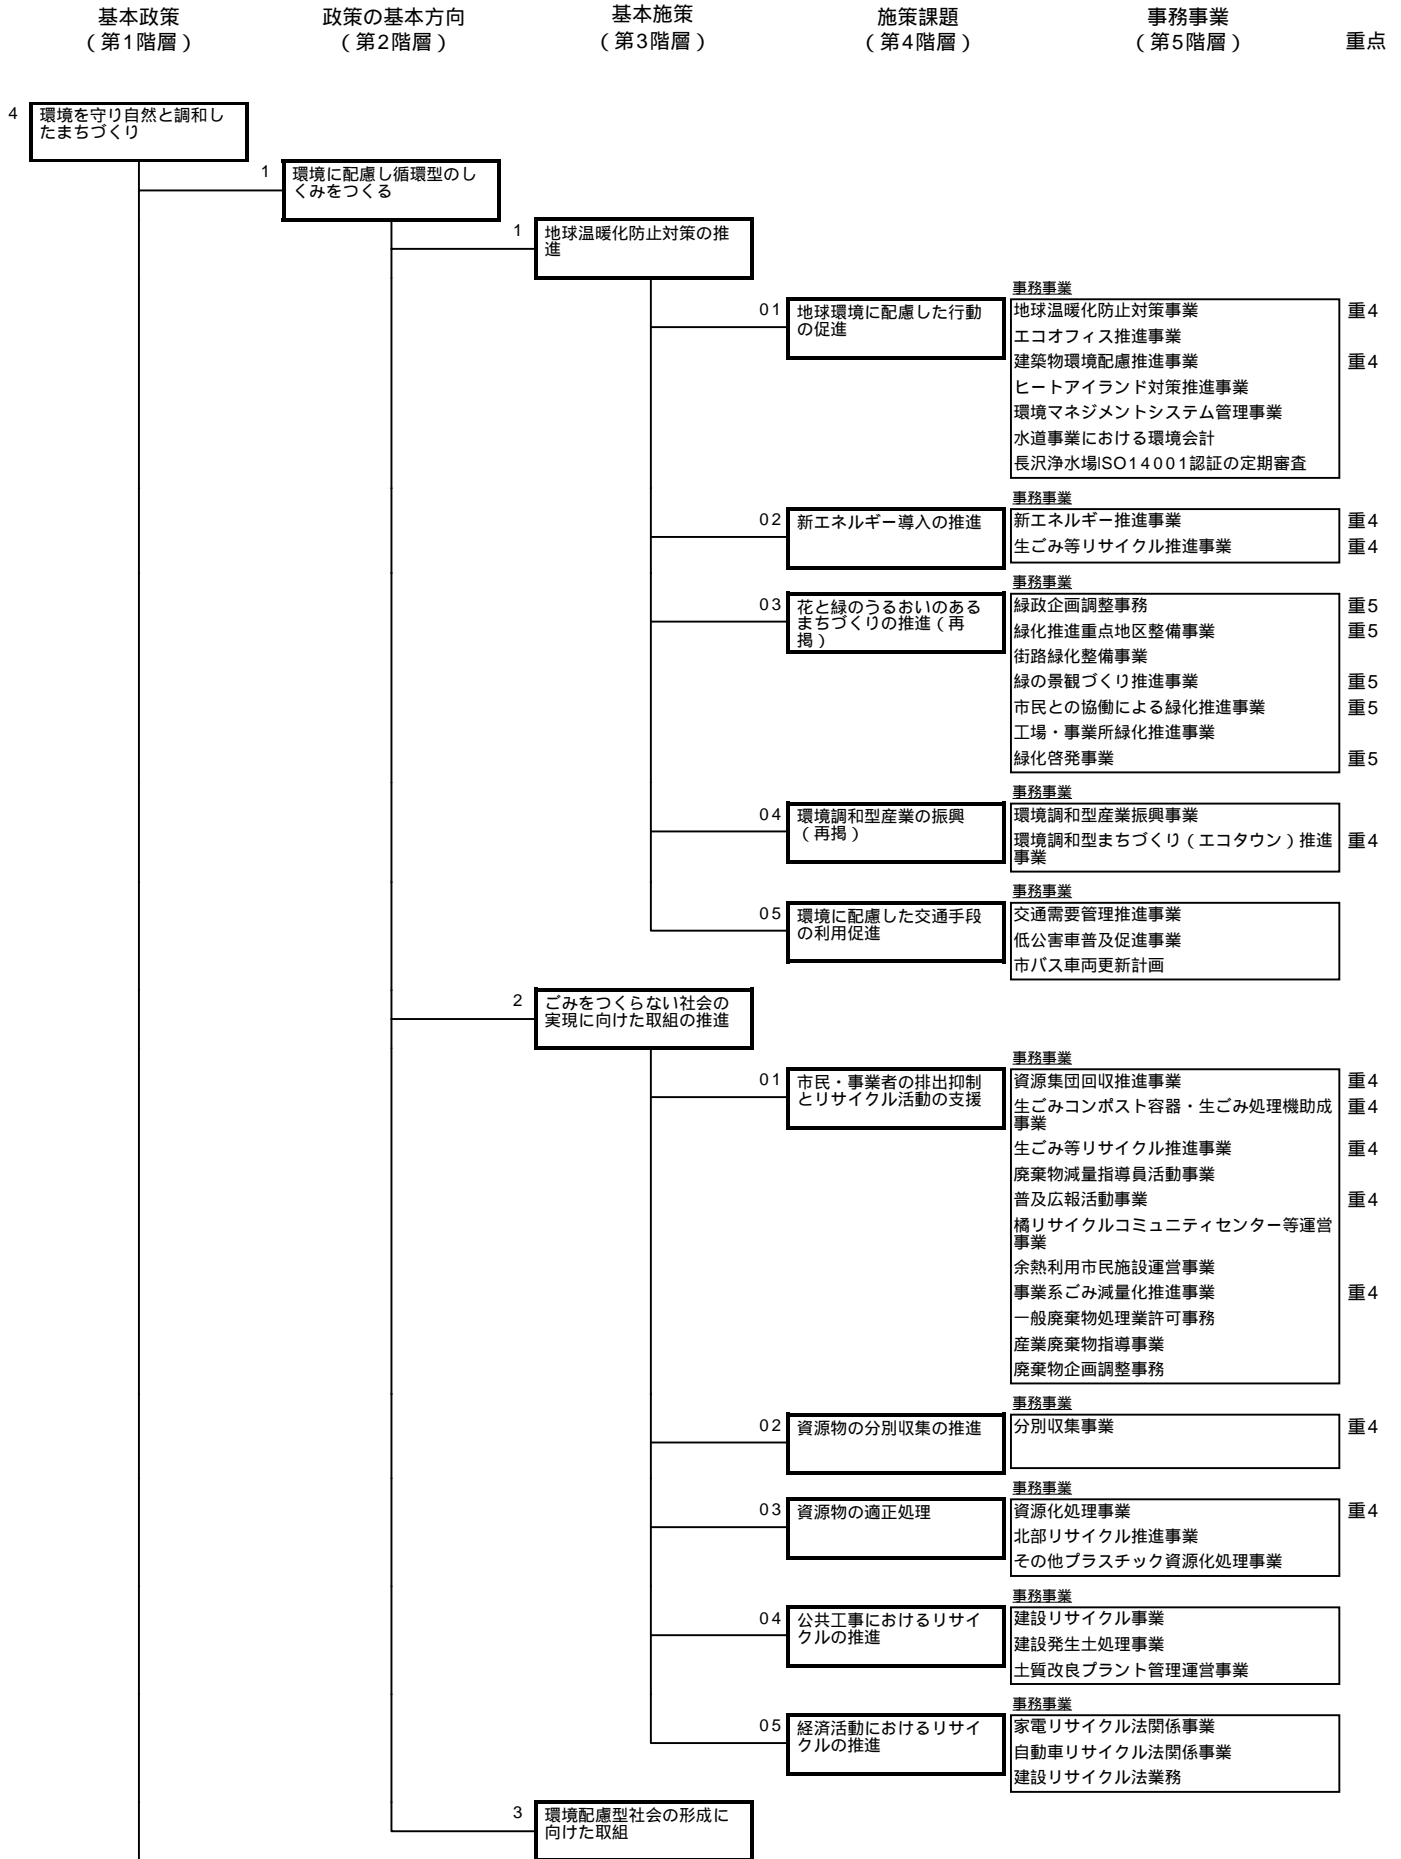 基本政策
（第1階層）
政策の基本方向
（第2階層）
基本施策
（第3階層）
施策課題
（第4階層）
事務事業
（第5階層）
重点
4
環境を守り自然と調和し
たまちづくり
1
環境に配慮し循環型のし
くみをつくる
1
地球温暖化防止対策の推
進
01
地球環境に配慮した行動
の促進
事務事業
地球温暖化防止対策事業 重4
エコオフィス推進事業
建築物環境配慮推進事業 重4
ヒートアイランド対策推進事業
環境マネジメントシステム管理事業
水道事業における環境会計
長沢浄水場ISO14001認証の定期審査
02
新エネルギー導入の推進
事務事業
新エネルギー推進事業 重4
生ごみ等リサイクル推進事業 重4
03
花と緑のうるおいのある
まちづくりの推進（再
掲）
事務事業
緑政企画調整事務 重5
緑化推進重点地区整備事業 重5
街路緑化整備事業
緑の景観づくり推進事業 重5
市民との協働による緑化推進事業 重5
工場・事業所緑化推進事業
緑化啓発事業 重5
04
環境調和型産業の振興
（再掲）
事務事業
環境調和型産業振興事業
環境調和型まちづくり（エコタウン）推進 重4
事業
05
環境に配慮した交通手段
の利用促進
事務事業
交通需要管理推進事業
低公害車普及促進事業
市バス車両更新計画
2
ごみをつくらない社会の
実現に向けた取組の推進
01
市民・事業者の排出抑制
とリサイクル活動の支援
事務事業
資源集団回収推進事業 重4
生ごみコンポスト容器・生ごみ処理機助成 重4
事業
生ごみ等リサイクル推進事業 重4
廃棄物減量指導員活動事業
普及広報活動事業 重4
橘リサイクルコミュニティセンター等運営
事業
余熱利用市民施設運営事業
事業系ごみ減量化推進事業 重4
一般廃棄物処理業許可事務
産業廃棄物指導事業
廃棄物企画調整事務
02
資源物の分別収集の推進
事務事業
分別収集事業 重4
03
資源物の適正処理
事務事業
資源化処理事業 重4
北部リサイクル推進事業
その他プラスチック資源化処理事業
04
公共工事におけるリサイ
クルの推進
事務事業
建設リサイクル事業
建設発生土処理事業
土質改良プラント管理運営事業
05
経済活動におけるリサイ
クルの推進
事務事業
家電リサイクル法関係事業
自動車リサイクル法関係事業
建設リサイクル法業務
3
環境配慮型社会の形成に
向けた取組